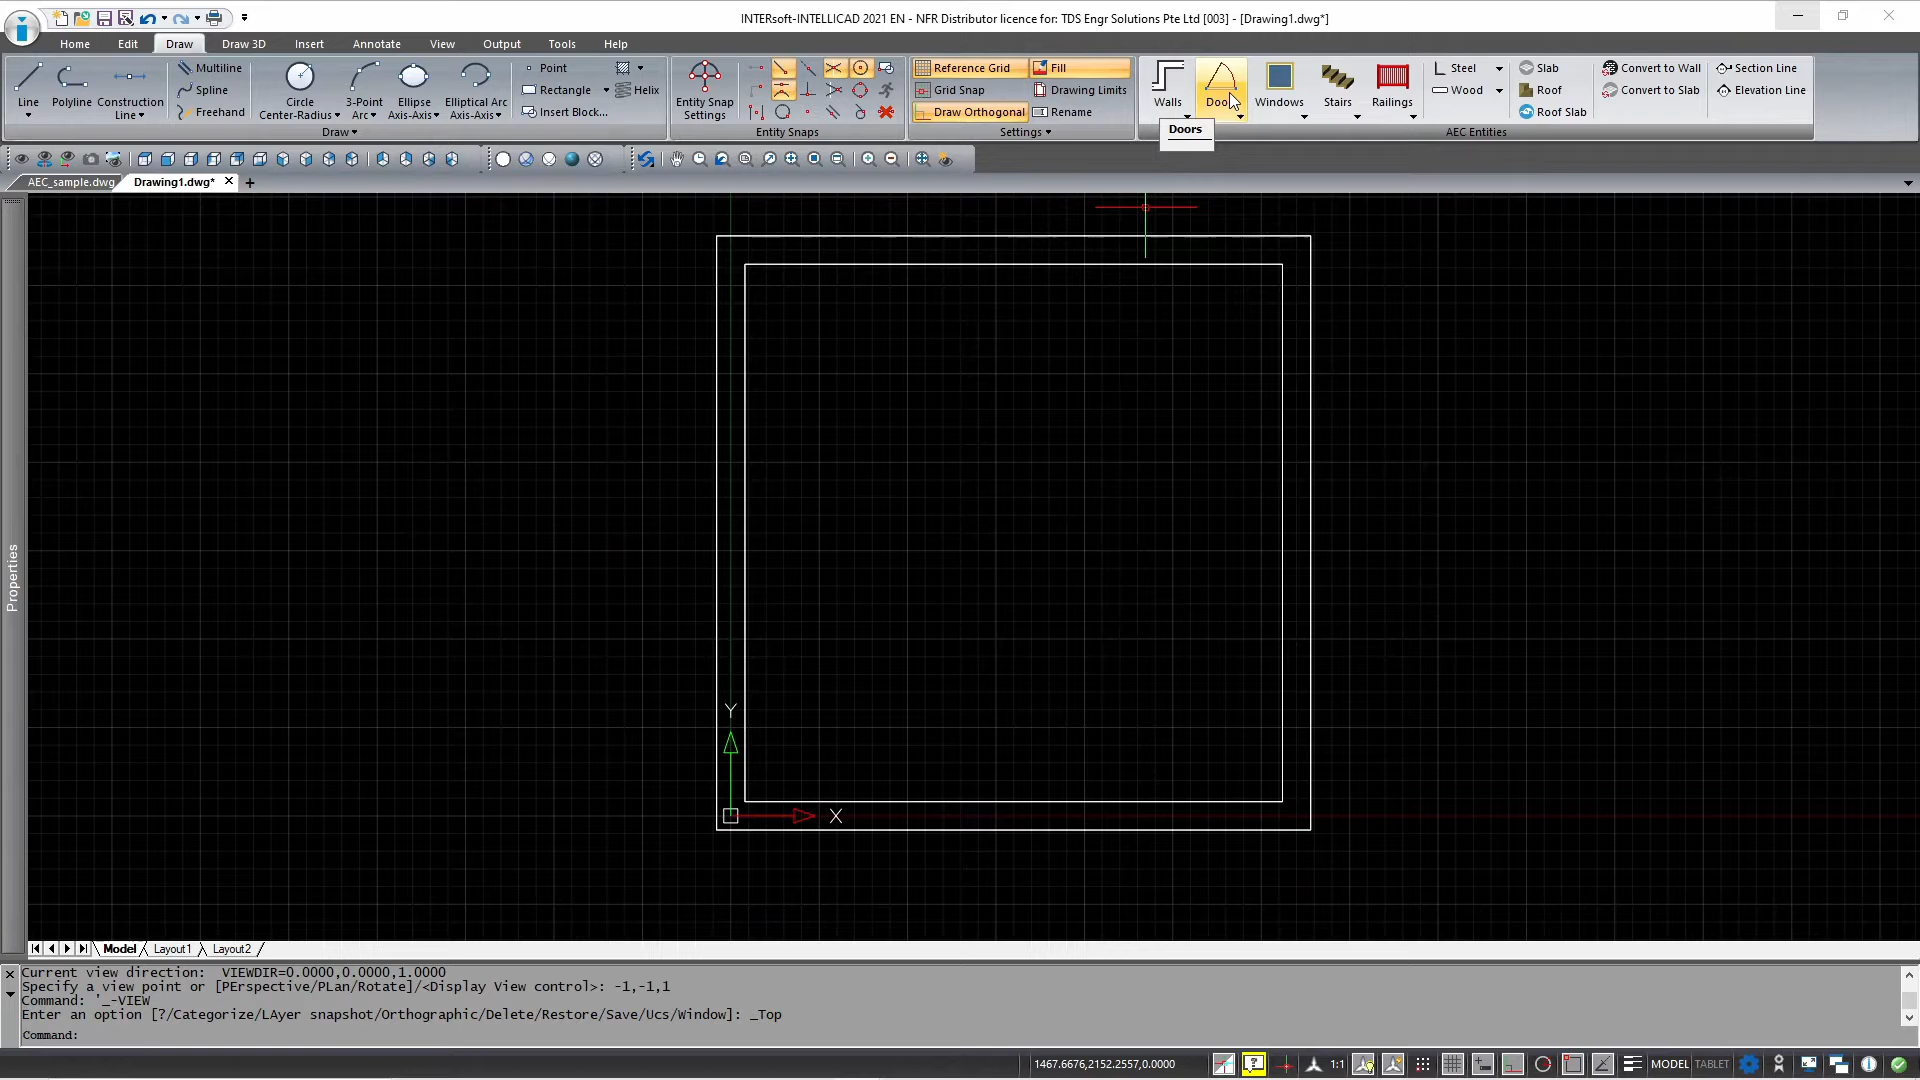 INTERSoft-INTELLICAD 2021 EN - NFR Distributor licence for: TDS Engr Solutions Pte Ltd [003] - [Drawing1.dwg*]
Home Edit Draw Draw 3D Insert Annotate View Output Tools Help
Line
Polyline
Construction
Line
Multiline
Spline
Freehand
Circle
Center-Radius
3-Point
Arc
Ellipse
Axis-Axis
Elliptical Arc
Axis-Axis
Point
Rectangle
Helix
Insert Block...
Draw
Entity Snap
Settings
Entity Snaps
Reference Grid
Grid Snap
Draw Orthogonal
Fill
Drawing Limits
Rename
Settings
Walls
Windows
Stairs
Railings
Steel
Wood
Slab
Roof
Roof Slab
Convert to Wall
Convert to Slab
Section Line
Elevation Line
AEC Entities
Doors
AEC_sample.dwg
Drawing1.dwg*
Properties
Y
X
Model Layout1 Layout2
Current view direction: VIEWDIR=0.0000,0.0000,1.0000
Specify a view point or [PErspective/PLan/Rotate]/<Display View control>: -1,-1,1
Command: '_-VIEW
Enter an option [?/Categorize/LAyer snapshot/Orthographic/Delete/Restore/Save/Ucs/Window]: _Top
Command:
1467.6676,2152.2557,0.0000
1:1
MODEL TABLET